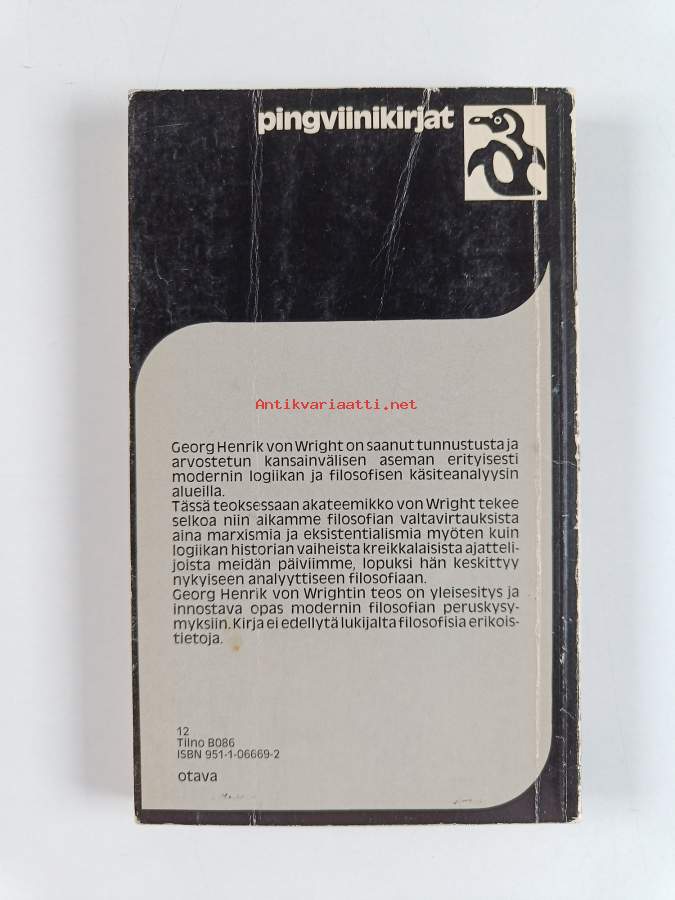 pingviinikirjat
Antikvariaatti.net
Georg Henrik von Wright on saanut tunnustusta ja
arvostetun kansainvälisen aseman erityisesti
modernin logiikan ja filosofisen käsiteanalyysin
alueilla.
Tässä teoksessaan akateemikko von Wright tekee
selkoa niin aikamme filosofian valtavirtauksista
aina marxismia ja eksistentialismia myöten kuin
logiikan historian vaiheista kreikkalaisista ajatteli-
joista meidän päiviimme, lopuksi hän keskittyy
nykyiseen analyyttiseen filosofiaan.
Georg Henrik von Wrightin teos on yleisesitys ja
innostava opas modernin filosofian peruskysy-
myksiin. Kirja ei edellytä lukijalta filosofisia erikois-
tietoja.
12
Tilno B086
ISBN 951-1-06669-2
otava